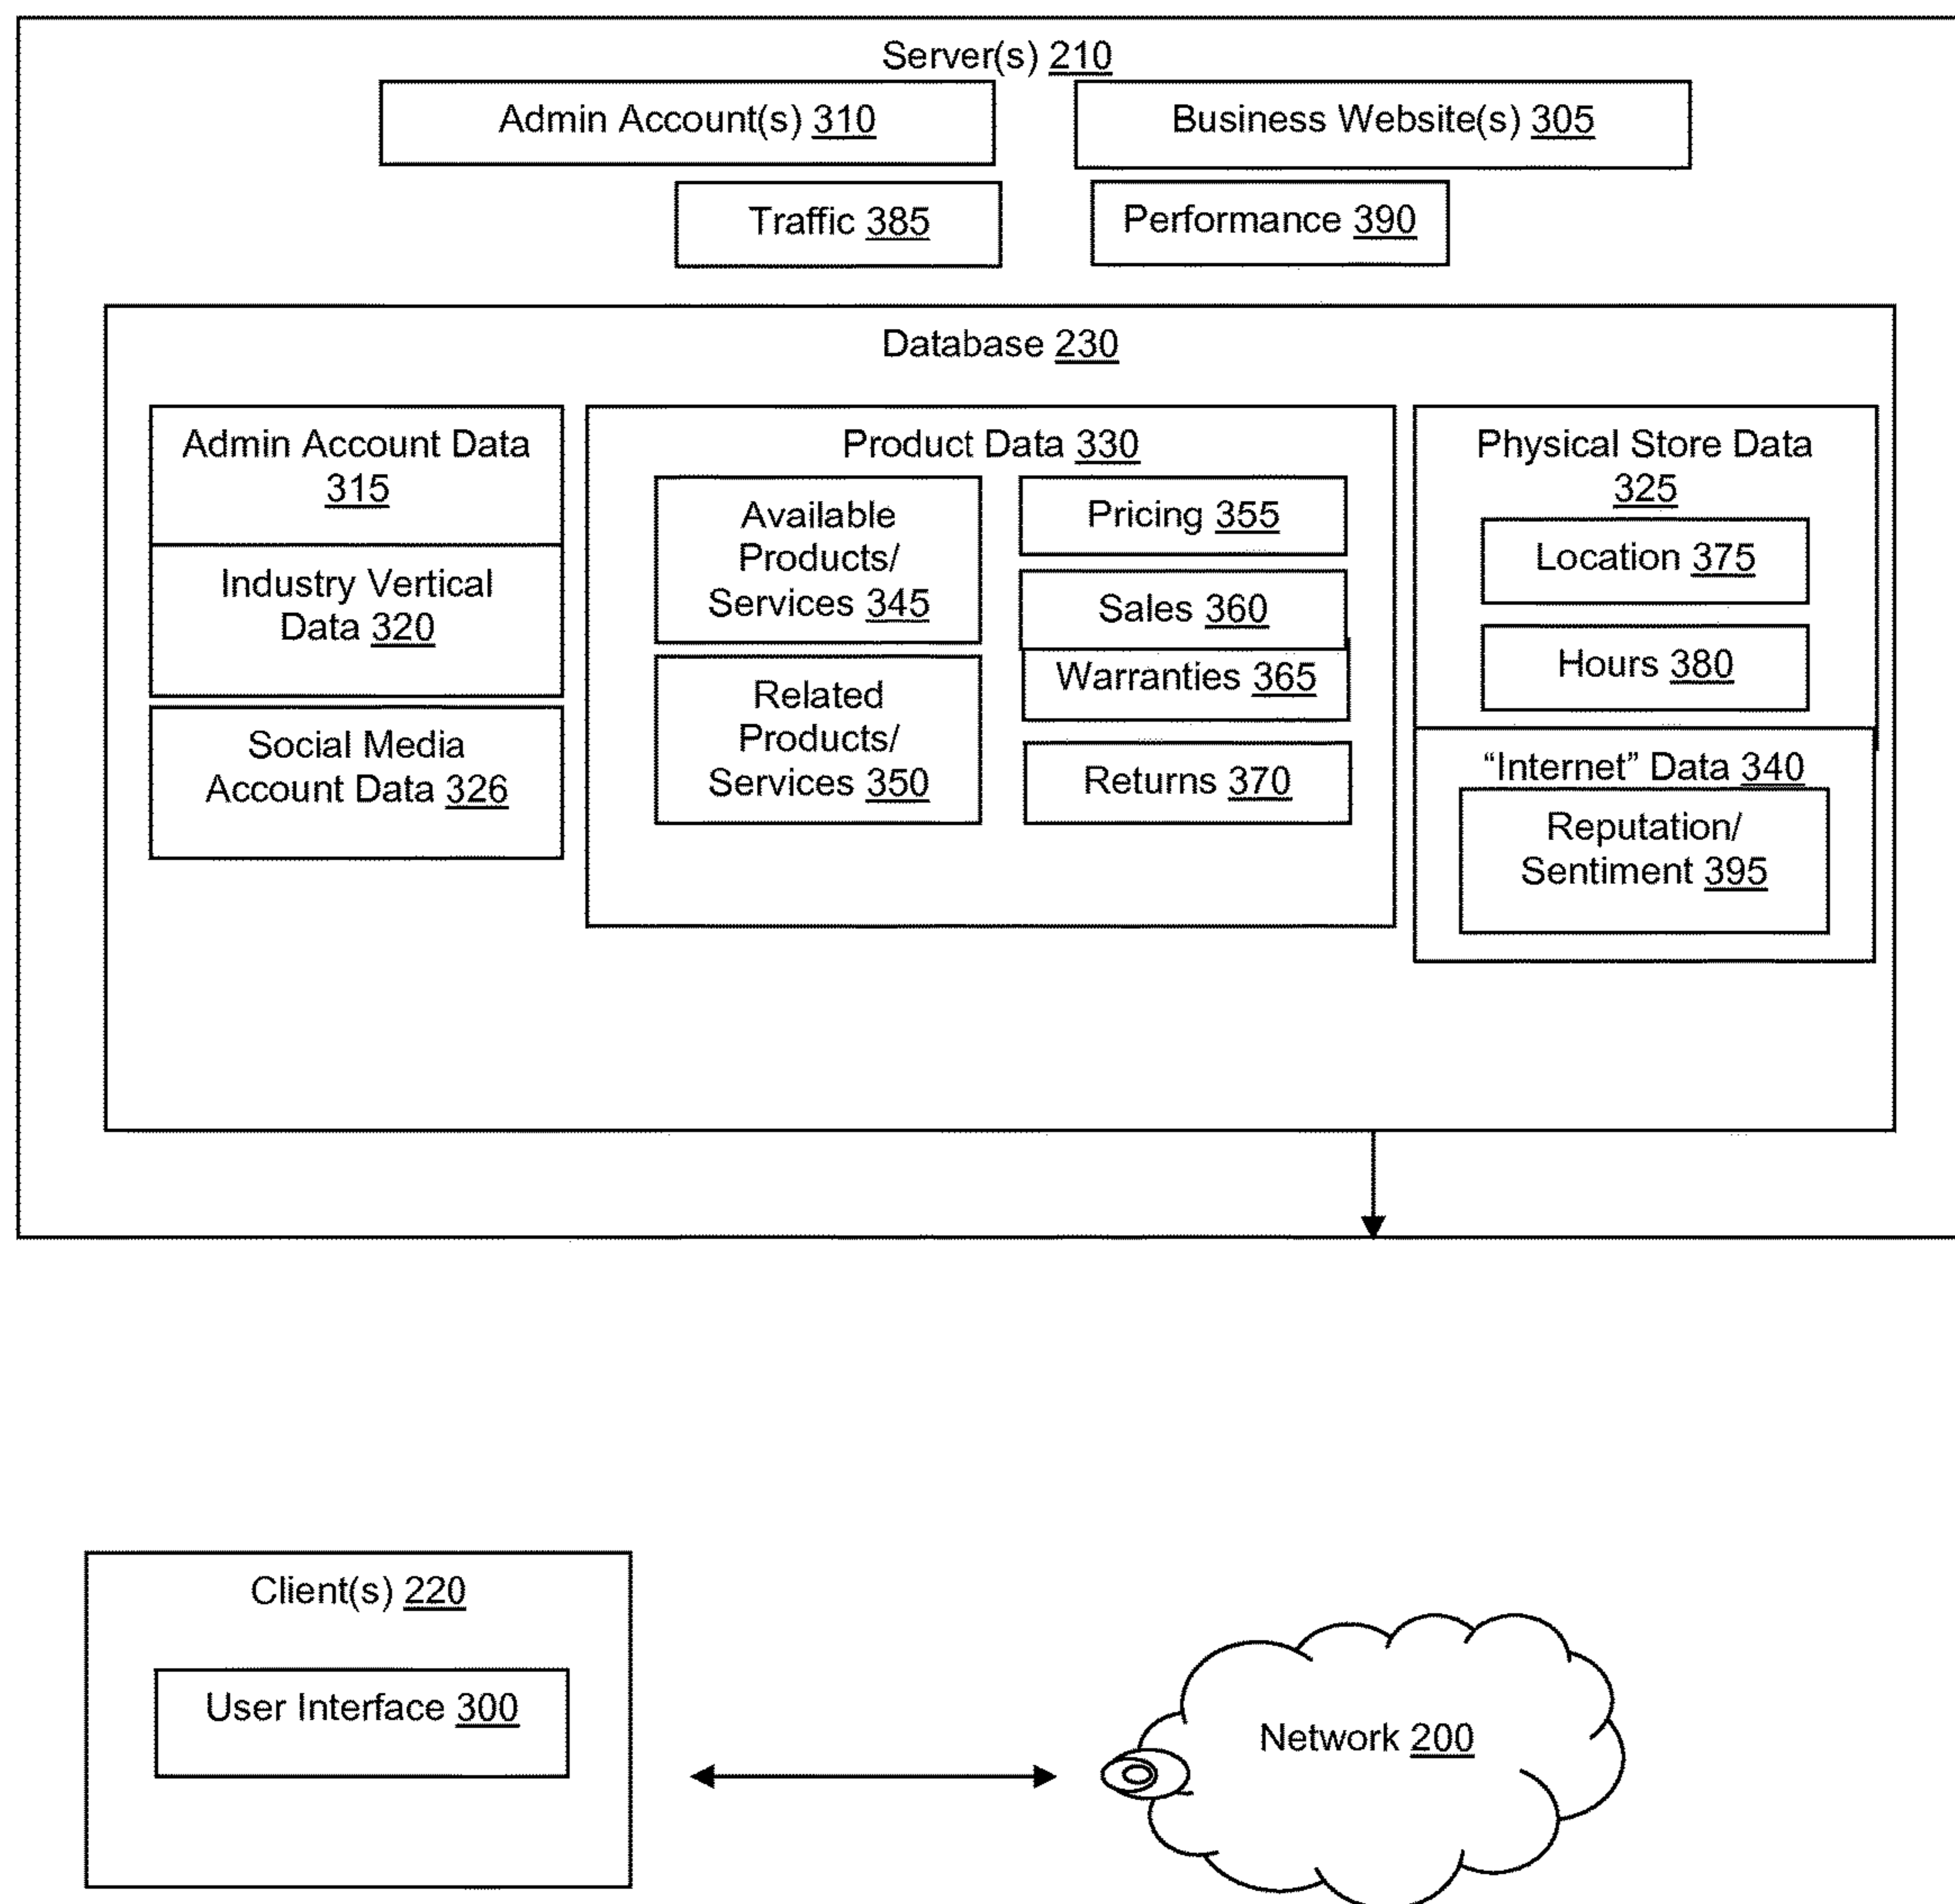 Server(s) 210
Admin Account(s) 310
Business Website(s) 305
Traffic 385
Performance 390
Database 230
Admin Account Data
315
Industry Vertical
Data 320
Social Media
Account Data 326
Product Data 330
Available
Products/
Services 345
Related
Products/
Services 350
Pricing 355
Sales 360
Warranties 365
Returns 370
Physical Store Data
325
Location 375
Hours 380
“Internet” Data 340
Reputation/
Sentiment 395
Client(s) 220
User Interface 300
Network 200